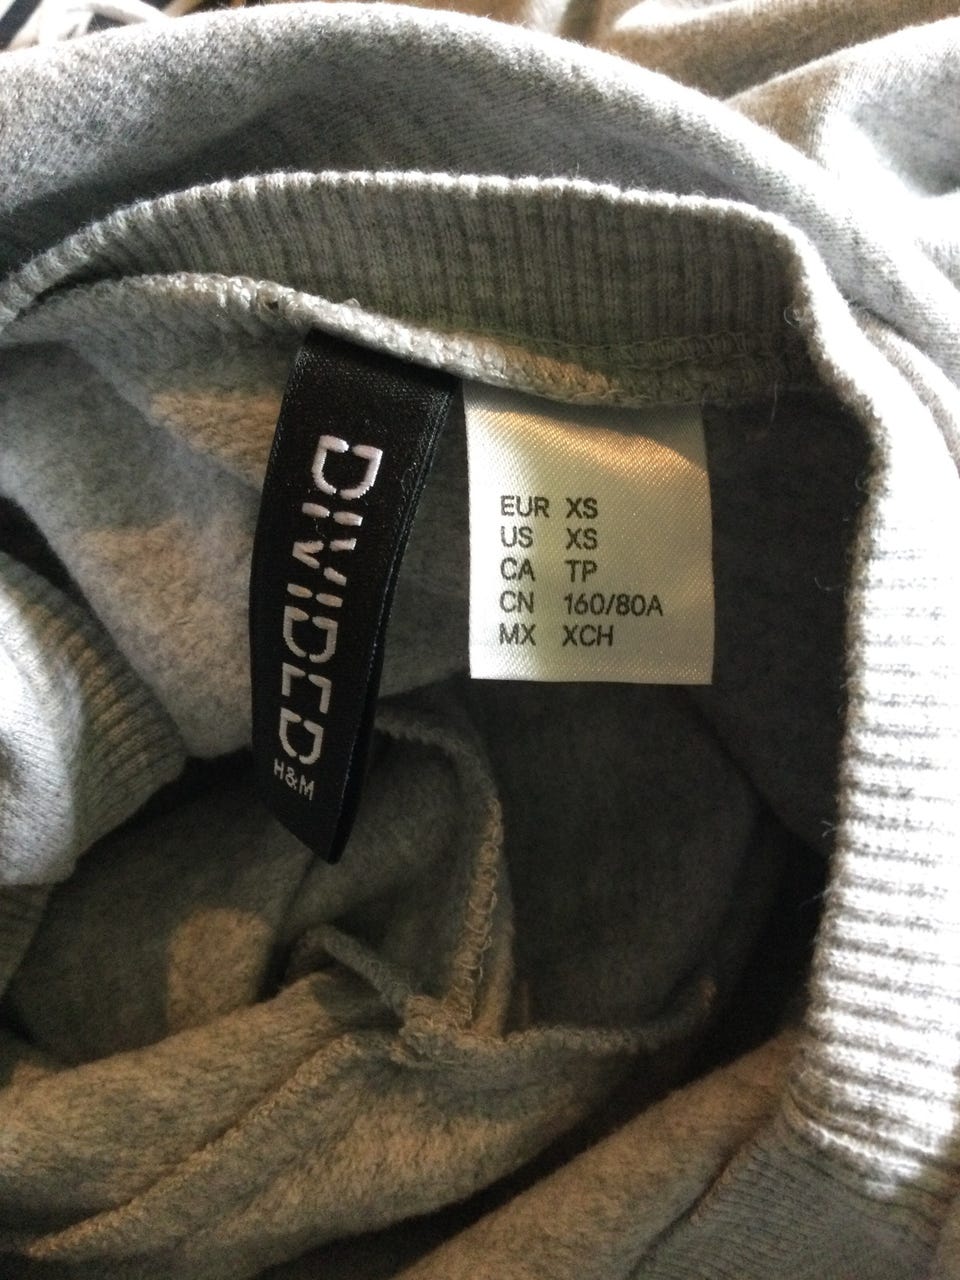 DIVIDED
H&M
EUR XS
US XS
CA TP
CN 160/80A
MX XCH